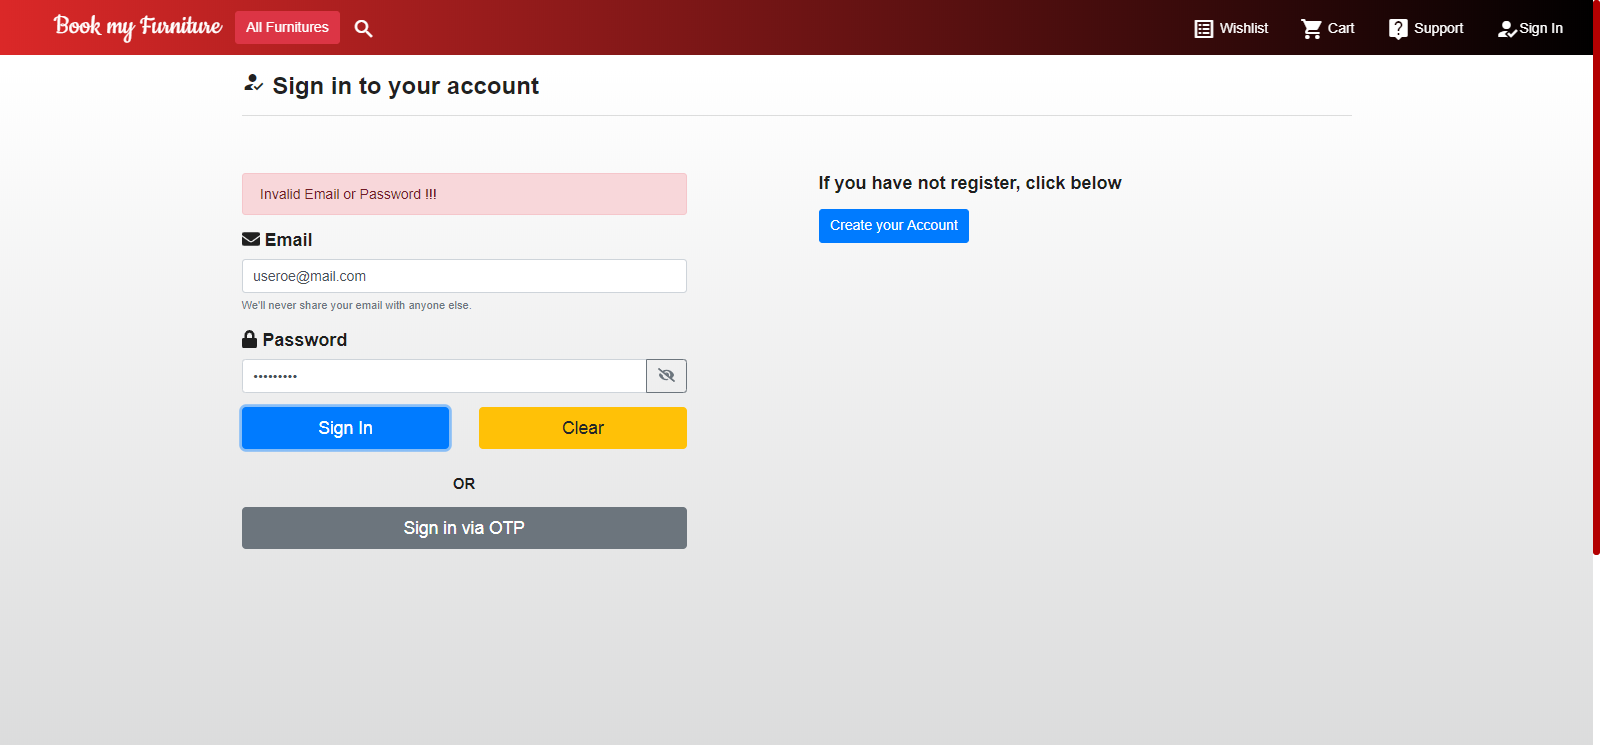 Book my Furniture All Furnitures Wishlist Cart Support Sign In
Sign in to your account
Invalid Email or Password !!!
Email
useroe@mail.com
We'll never share your email with anyone else.
Password
•••••••••
Sign In Clear
OR
Sign in via OTP
If you have not register, click below
Create your Account